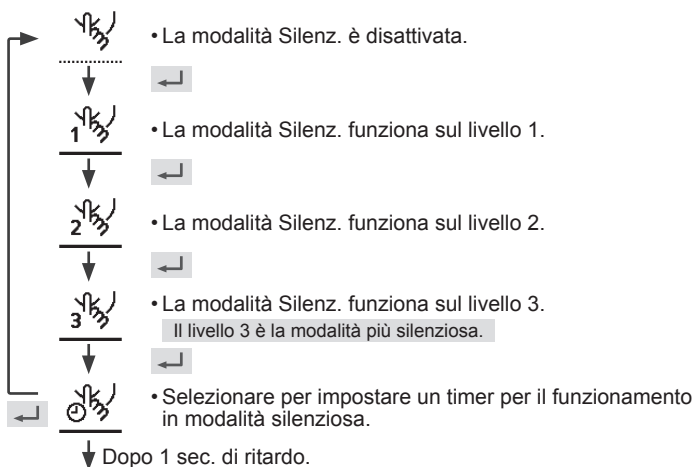 • La modalità Silenz. è disattivata.
1
• La modalità Silenz. funziona sul livello 1.
2
• La modalità Silenz. funziona sul livello 2.
3
• La modalità Silenz. funziona sul livello 3.
Il livello 3 è la modalità più silenziosa.
• Selezionare per impostare un timer per il funzionamento
in modalità silenziosa.
Dopo 1 sec. di ritardo.